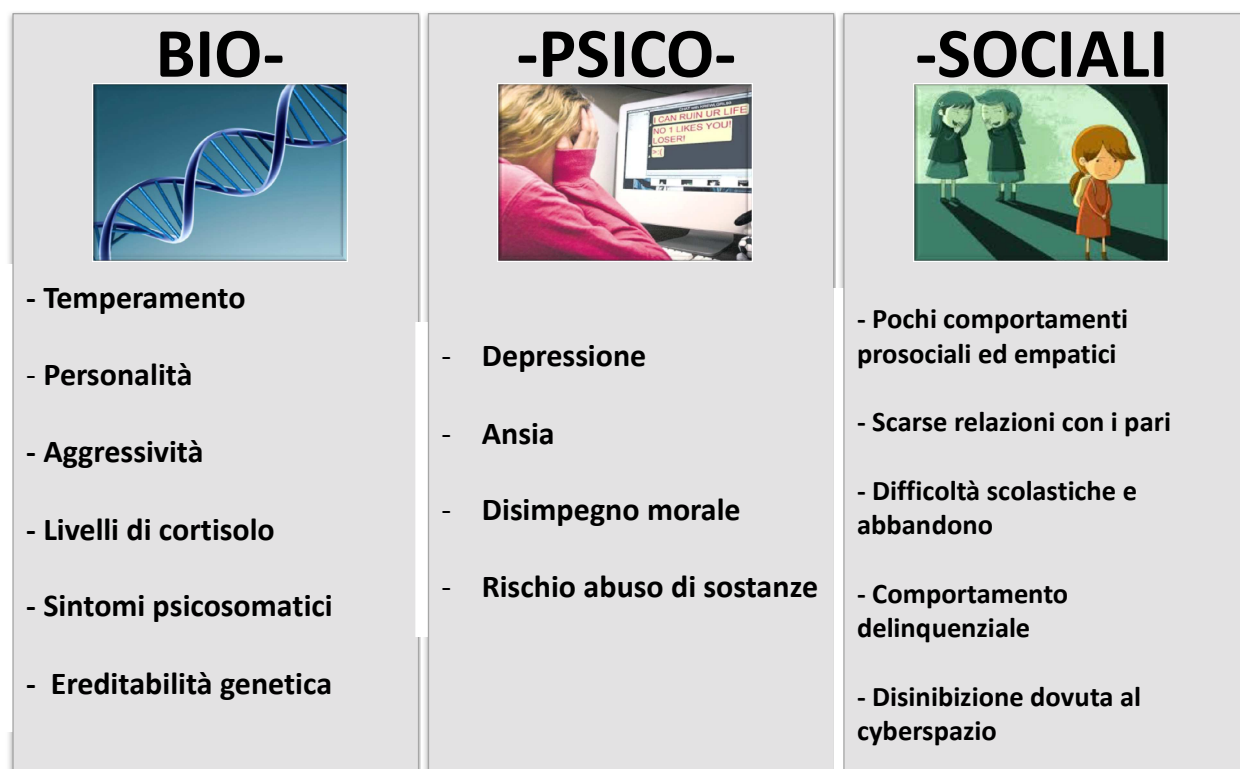 BIO-
- Temperamento
- Personalità
- Aggressività
- Livelli di cortisolo
- Sintomi psicosomatici
- Ereditabilità genetica
-PSICO-
I CAN RUIN UR LIFE
NO 1 LIKES YOU!
LOSER!
>:(
- Depressione
- Ansia
- Disimpegno morale
- Rischio abuso di sostanze
-SOCIALI
- Pochi comportamenti
prosociali ed empatici
- Scarse relazioni con i pari
- Difficoltà scolastiche e
abbandono
- Comportamento
delinquenziale
- Disinibizione dovuta al
cyberspazio